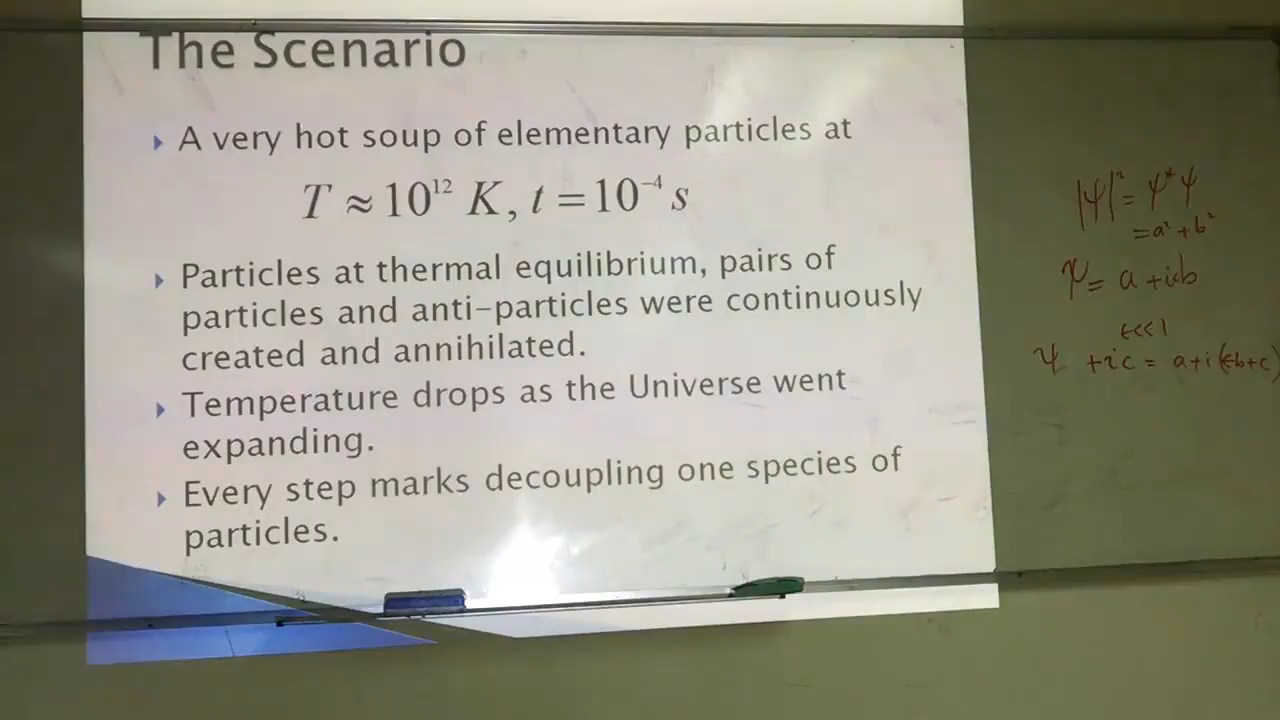 The Scenario
A very hot soup of elementary particles at
T ≈ 10¹² K, t = 10⁻⁴ s
Particles at thermal equilibrium, pairs of
particles and anti-particles were continuously
created and annihilated.
Temperature drops as the Universe went
expanding.
Every step marks decoupling one species of
particles.
|ψ|² = ψ* ψ
= a² + b²
ψ = a + iεb
ε<<1
ψ + ic = a + i(εb+c)